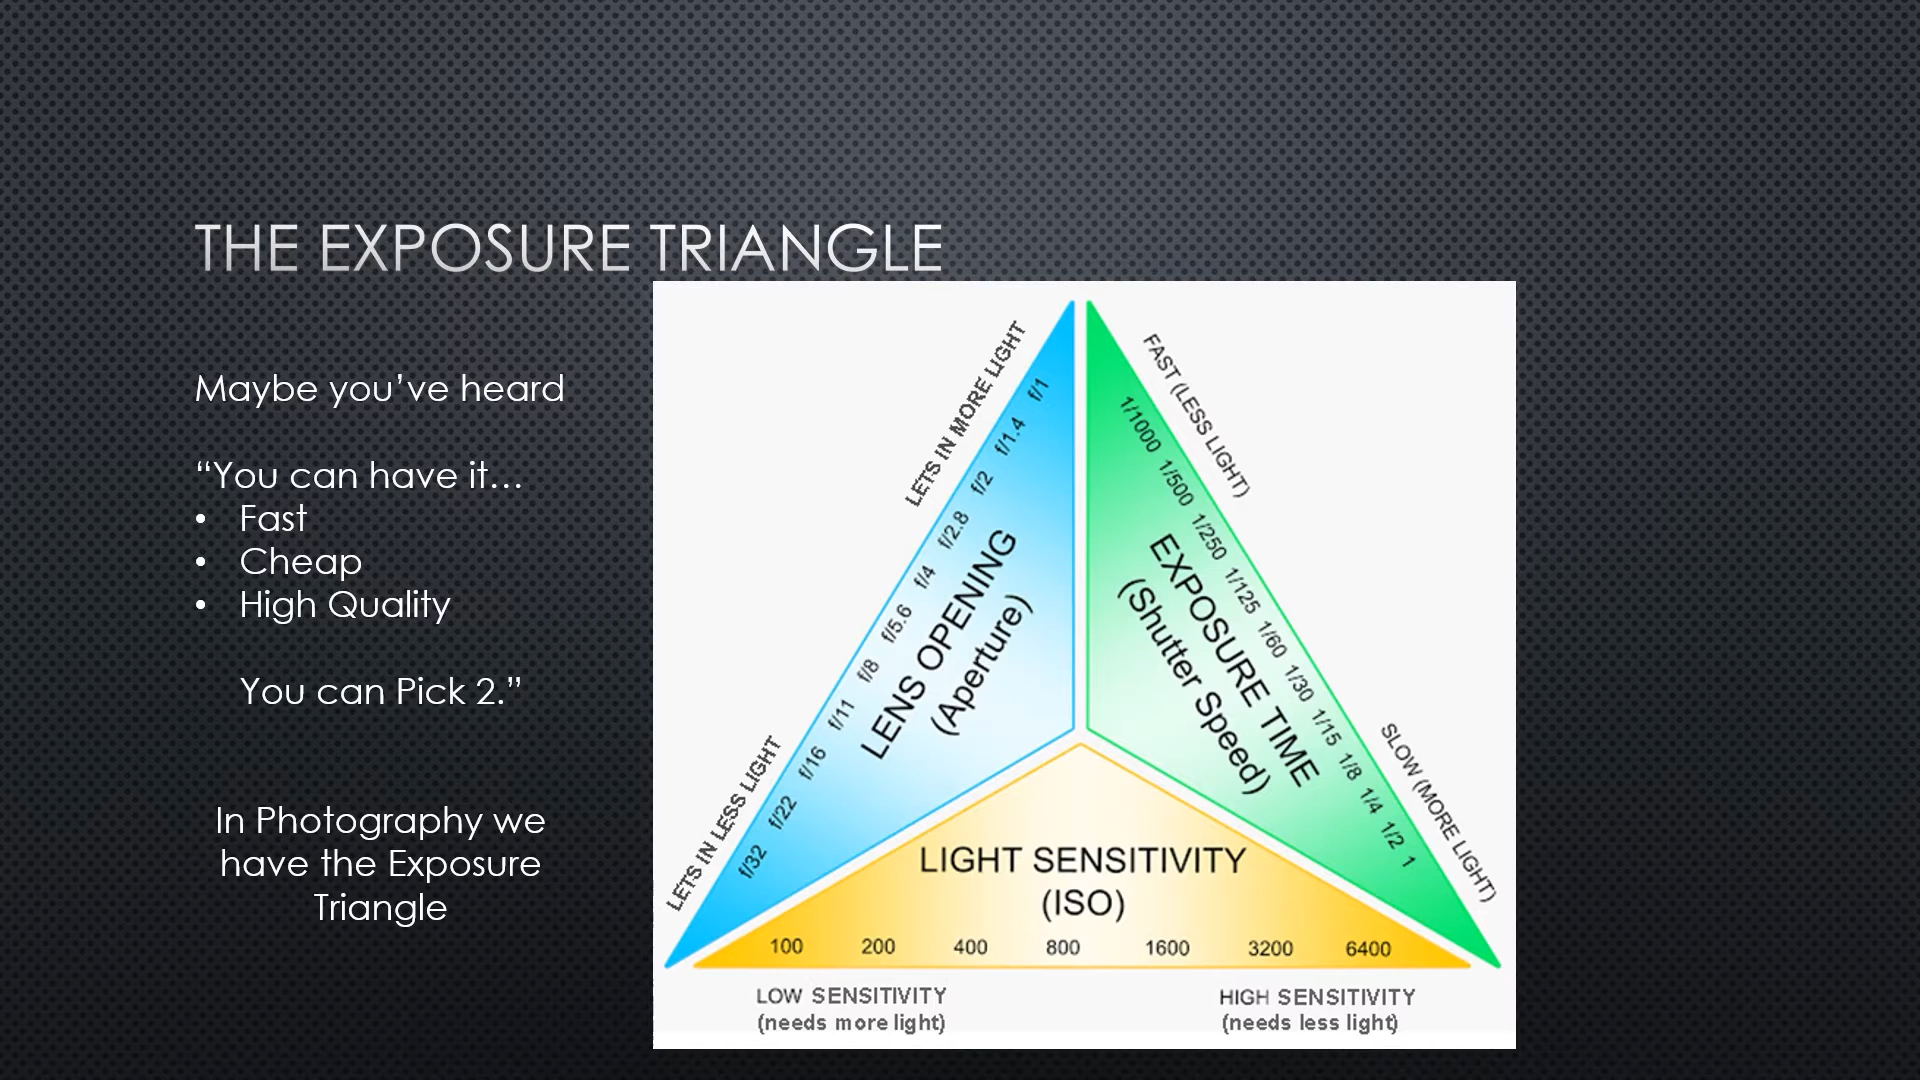 THE EXPOSURE TRIANGLE
Maybe you’ve heard
“You can have it…
• Fast
• Cheap
• High Quality
You can Pick 2.”
In Photography we
have the Exposure
Triangle
LETS IN MORE LIGHT
LETS IN LESS LIGHT
f/1
f/1.4
f/2
f/2.8
f/4
f/5.6
f/8
f/11
f/16
f/22
f/32
LENS OPENING
(Aperture)
FAST (LESS LIGHT)
SLOW (MORE LIGHT)
1/1000
1/500
1/250
1/125
1/60
1/30
1/15
1/8
1/4
1/2
1
EXPOSURE TIME
(Shutter Speed)
LIGHT SENSITIVITY
(ISO)
100 200 400 800 1600 3200 6400
LOW SENSITIVITY
(needs more light)
HIGH SENSITIVITY
(needs less light)